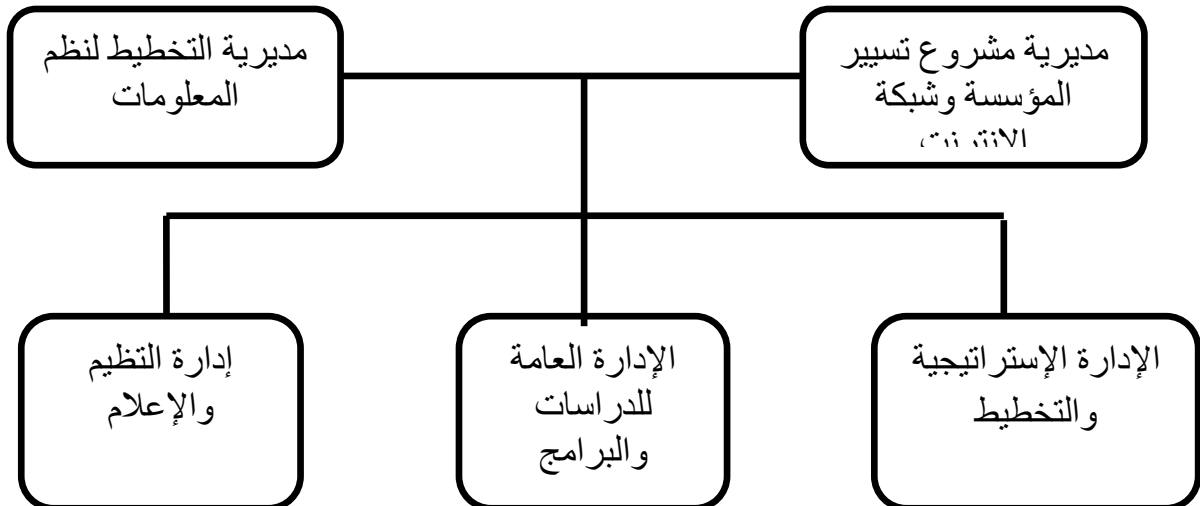 مديرية مشروع تسيير
المؤسسة وشبكة
الانترنت
مديرية التخطيط لنظم
المعلومات
الإدارة الإستراتيجية
والتخطيط
الإدارة العامة
للدراسات
والبرامج
إدارة التظيم
والإعلام